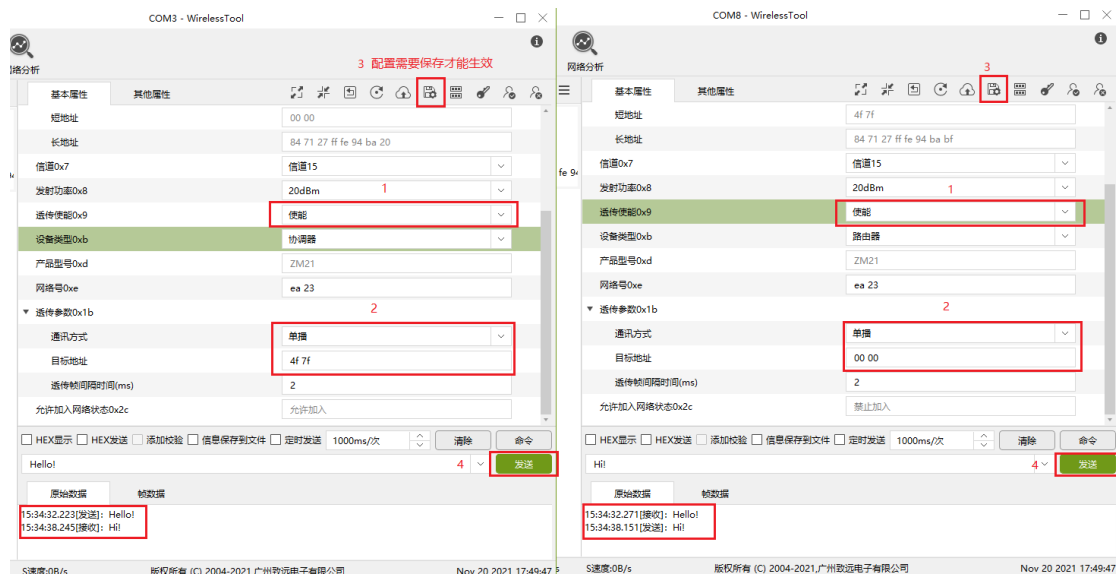 COM3 - WirelessTool
网络分析
3 配置需要保存才能生效
基本属性 其他属性
短地址 00 00
长地址 84 71 27 ff fe 94 ba 20
信道0x7 信道15
发射功率0x8 20dBm 1
透传使能0x9 使能
设备类型0xb 协调器
产品型号0xd ZM21
网络号0xe ea 23
透传参数0x1b 2
通讯方式 单播
目标地址 4f 7f
透传帧间隔时间(ms) 2
允许加入网络状态0x2c 允许加入
HEX显示 HEX发送 添加校验 信息保存到文件 定时发送 1000ms/次 清除 命令
Hello! 4 发送
原始数据 帧数据
15:34:32.223[发送]: Hello!
15:34:38.245[接收]: Hi!
S速度:0B/s 版权所有 (C) 2004-2021,广州致远电子有限公司 Nov 20 2021 17:49:47
COM8 - WirelessTool
网络分析
3
基本属性 其他属性
fe 94
短地址 4f 7f
长地址 84 71 27 ff fe 94 ba bf
信道0x7 信道15
发射功率0x8 20dBm 1
透传使能0x9 使能
设备类型0xb 路由器
产品型号0xd ZM21
网络号0xe ea 23
透传参数0x1b 2
通讯方式 单播
目标地址 00 00
透传帧间隔时间(ms) 2
允许加入网络状态0x2c 禁止加入
HEX显示 HEX发送 添加校验 信息保存到文件 定时发送 1000ms/次 清除 命令
Hi! 4 发送
原始数据 帧数据
15:34:32.271[接收]: Hello!
15:34:38.151[发送]: Hi!
S速度:0B/s 版权所有 (C) 2004-2021,广州致远电子有限公司 Nov 20 2021 17:49:47